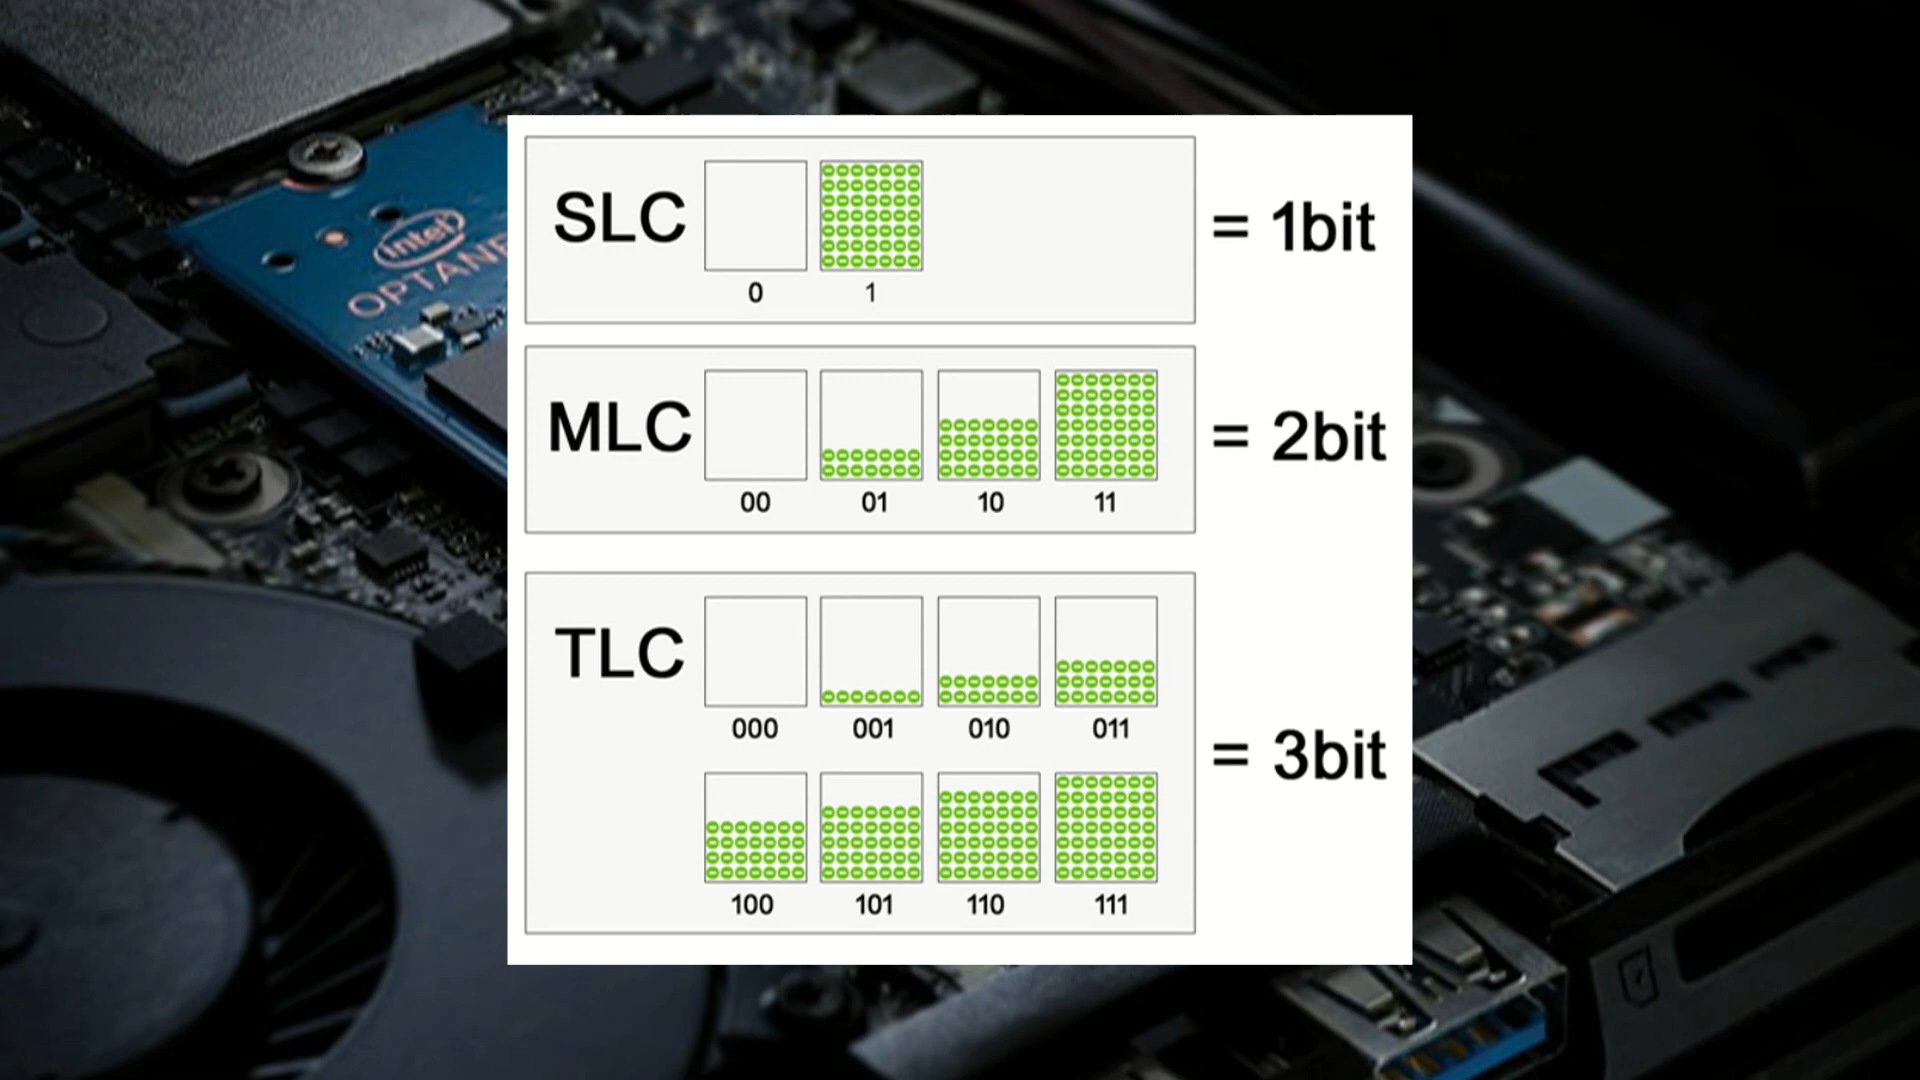 SLC
0 1
= 1bit
MLC
00 01 10 11
= 2bit
TLC
000 001 010 011
= 3bit
100 101 110 111
intel
OPTANE